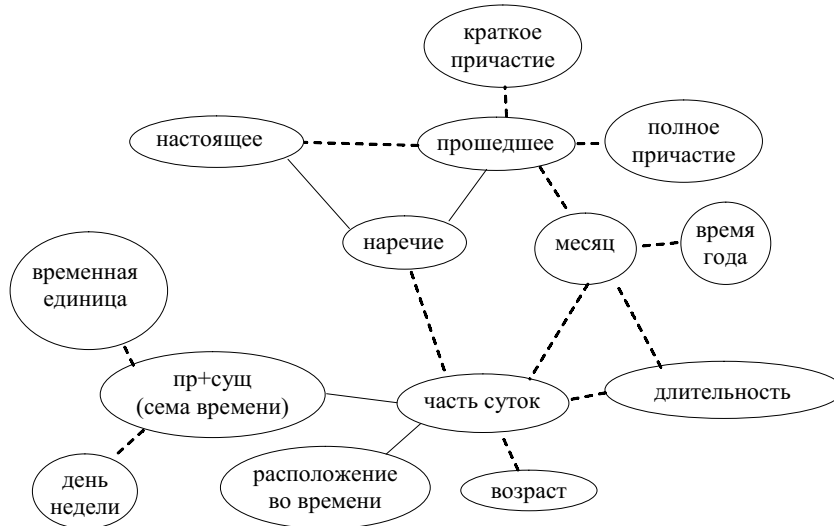 краткое
причастие
настоящее
прошедшее
полное
причастие
наречие
месяц
время
года
временная
единица
пр+сущ
(сема времени)
часть суток
длительность
день
недели
расположение
во времени
возраст